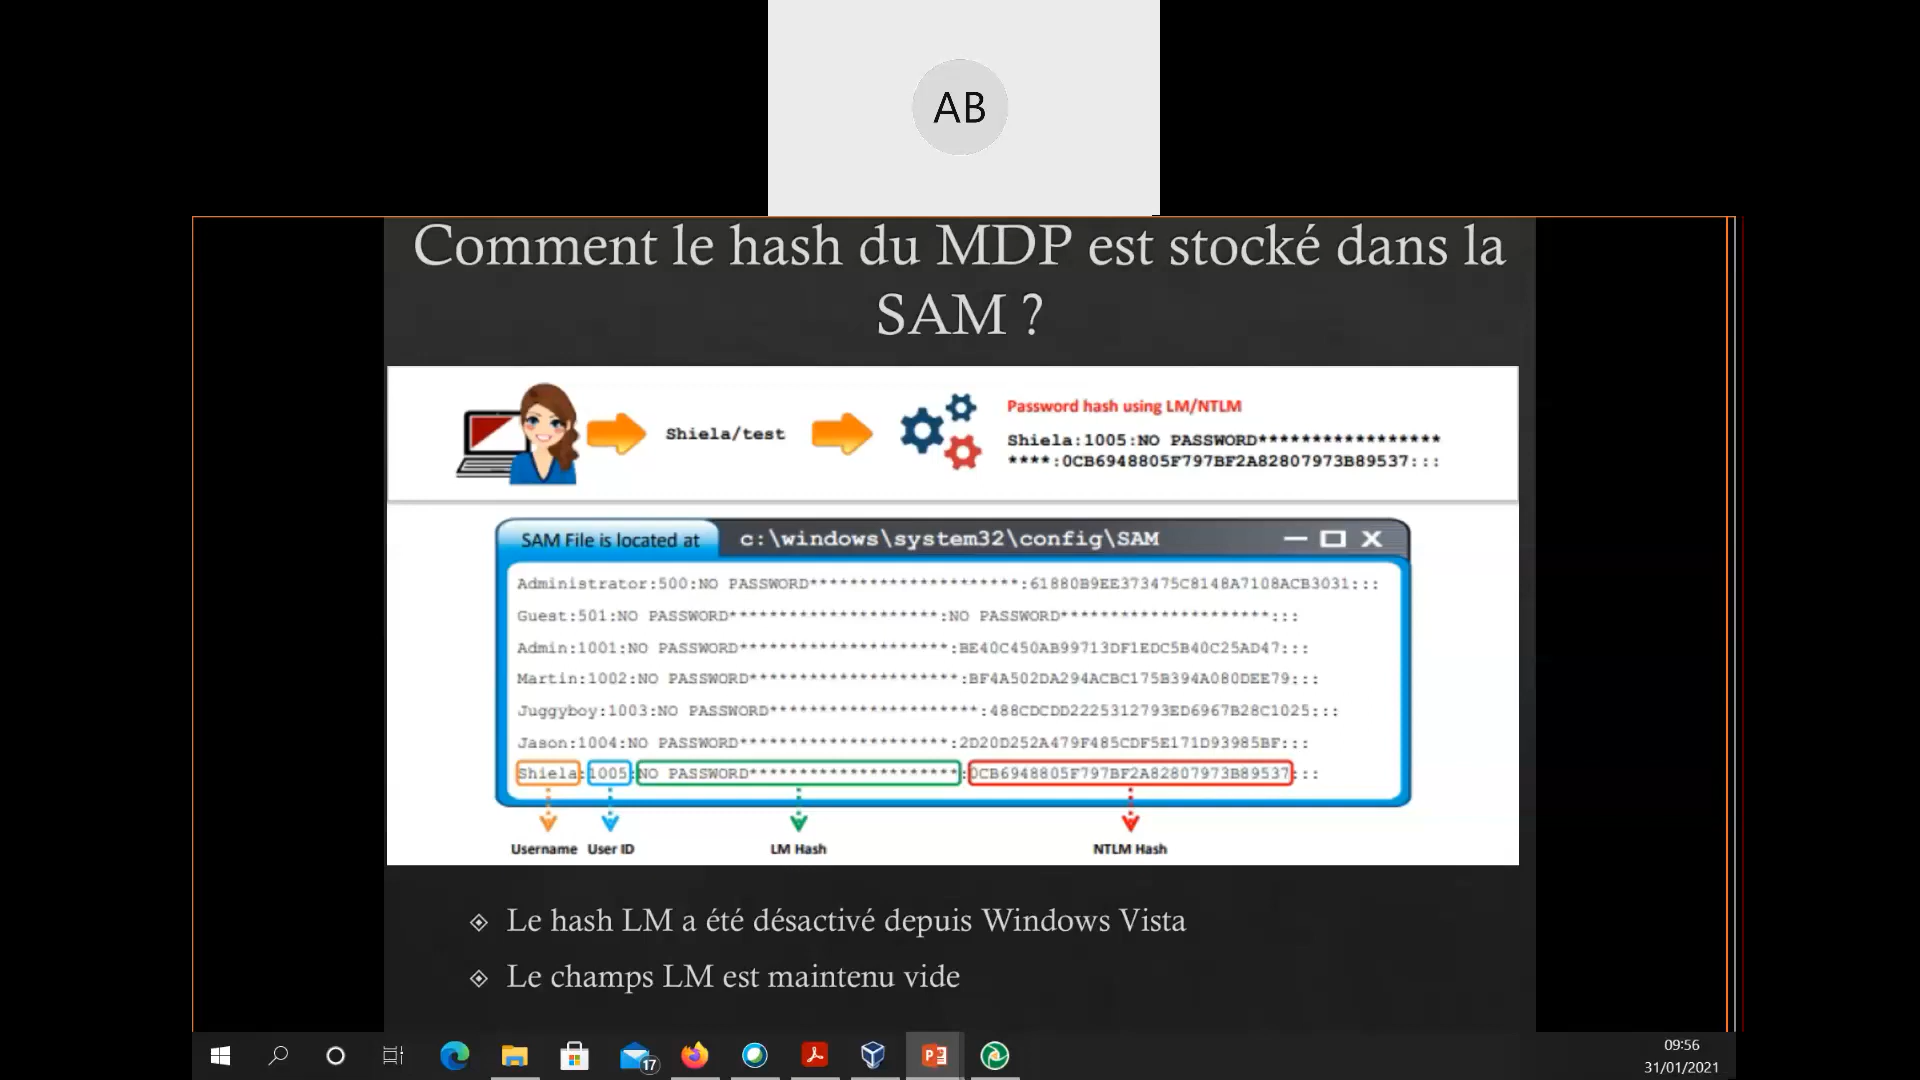 AB
Comment le hash du MDP est stocké dans la
SAM ?
Password hash using LM/NTLM
Shiela/test
Shiela:1005:NO PASSWORD*****************
****:0CB6948805F797BF2A82807973B89537:::
SAM File is located at
c:\windows\system32\config\SAM
Administrator:500:NO PASSWORD*********************:61880B9EE373475C8148A7108ACB3031:::
Guest:501:NO PASSWORD*********************:NO PASSWORD*********************:::
Admin:1001:NO PASSWORD*********************:BE40C450AB99713DF1EDC5B40C25AD47:::
Martin:1002:NO PASSWORD*********************:BF4A502DA294ACBC175B394A080DEE79:::
Juggyboy:1003:NO PASSWORD*********************:488CDCDD2225312793ED6967B28C1025:::
Jason:1004:NO PASSWORD*********************:2D20D252A479F485CDF5E171D93985BF:::
Shiela:1005:NO PASSWORD*********************:0CB6948805F797BF2A82807973B89537:::
Username User ID LM Hash NTLM Hash
Le hash LM a été désactivé depuis Windows Vista
Le champs LM est maintenu vide
17
09:56
31/01/2021